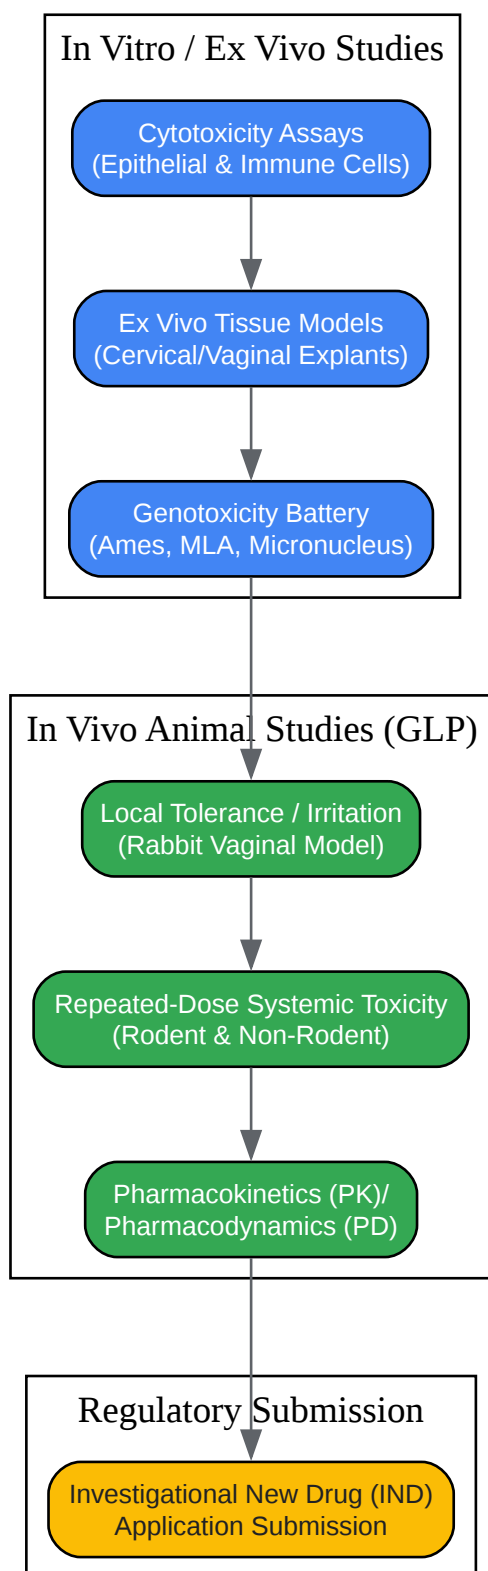 In Vitro / Ex Vivo Studies
Cytotoxicity Assays
(Epithelial & Immune Cells)
Ex Vivo Tissue Models
(Cervical/Vaginal Explants)
Genotoxicity Battery
(Ames, MLA, Micronucleus)
In Vivo Animal Studies (GLP)
Local Tolerance / Irritation
(Rabbit Vaginal Model)
Repeated-Dose Systemic Toxicity
(Rodent & Non-Rodent)
Pharmacokinetics (PK)/
Pharmacodynamics (PD)
Regulatory Submission
Investigational New Drug (IND)
Application Submission